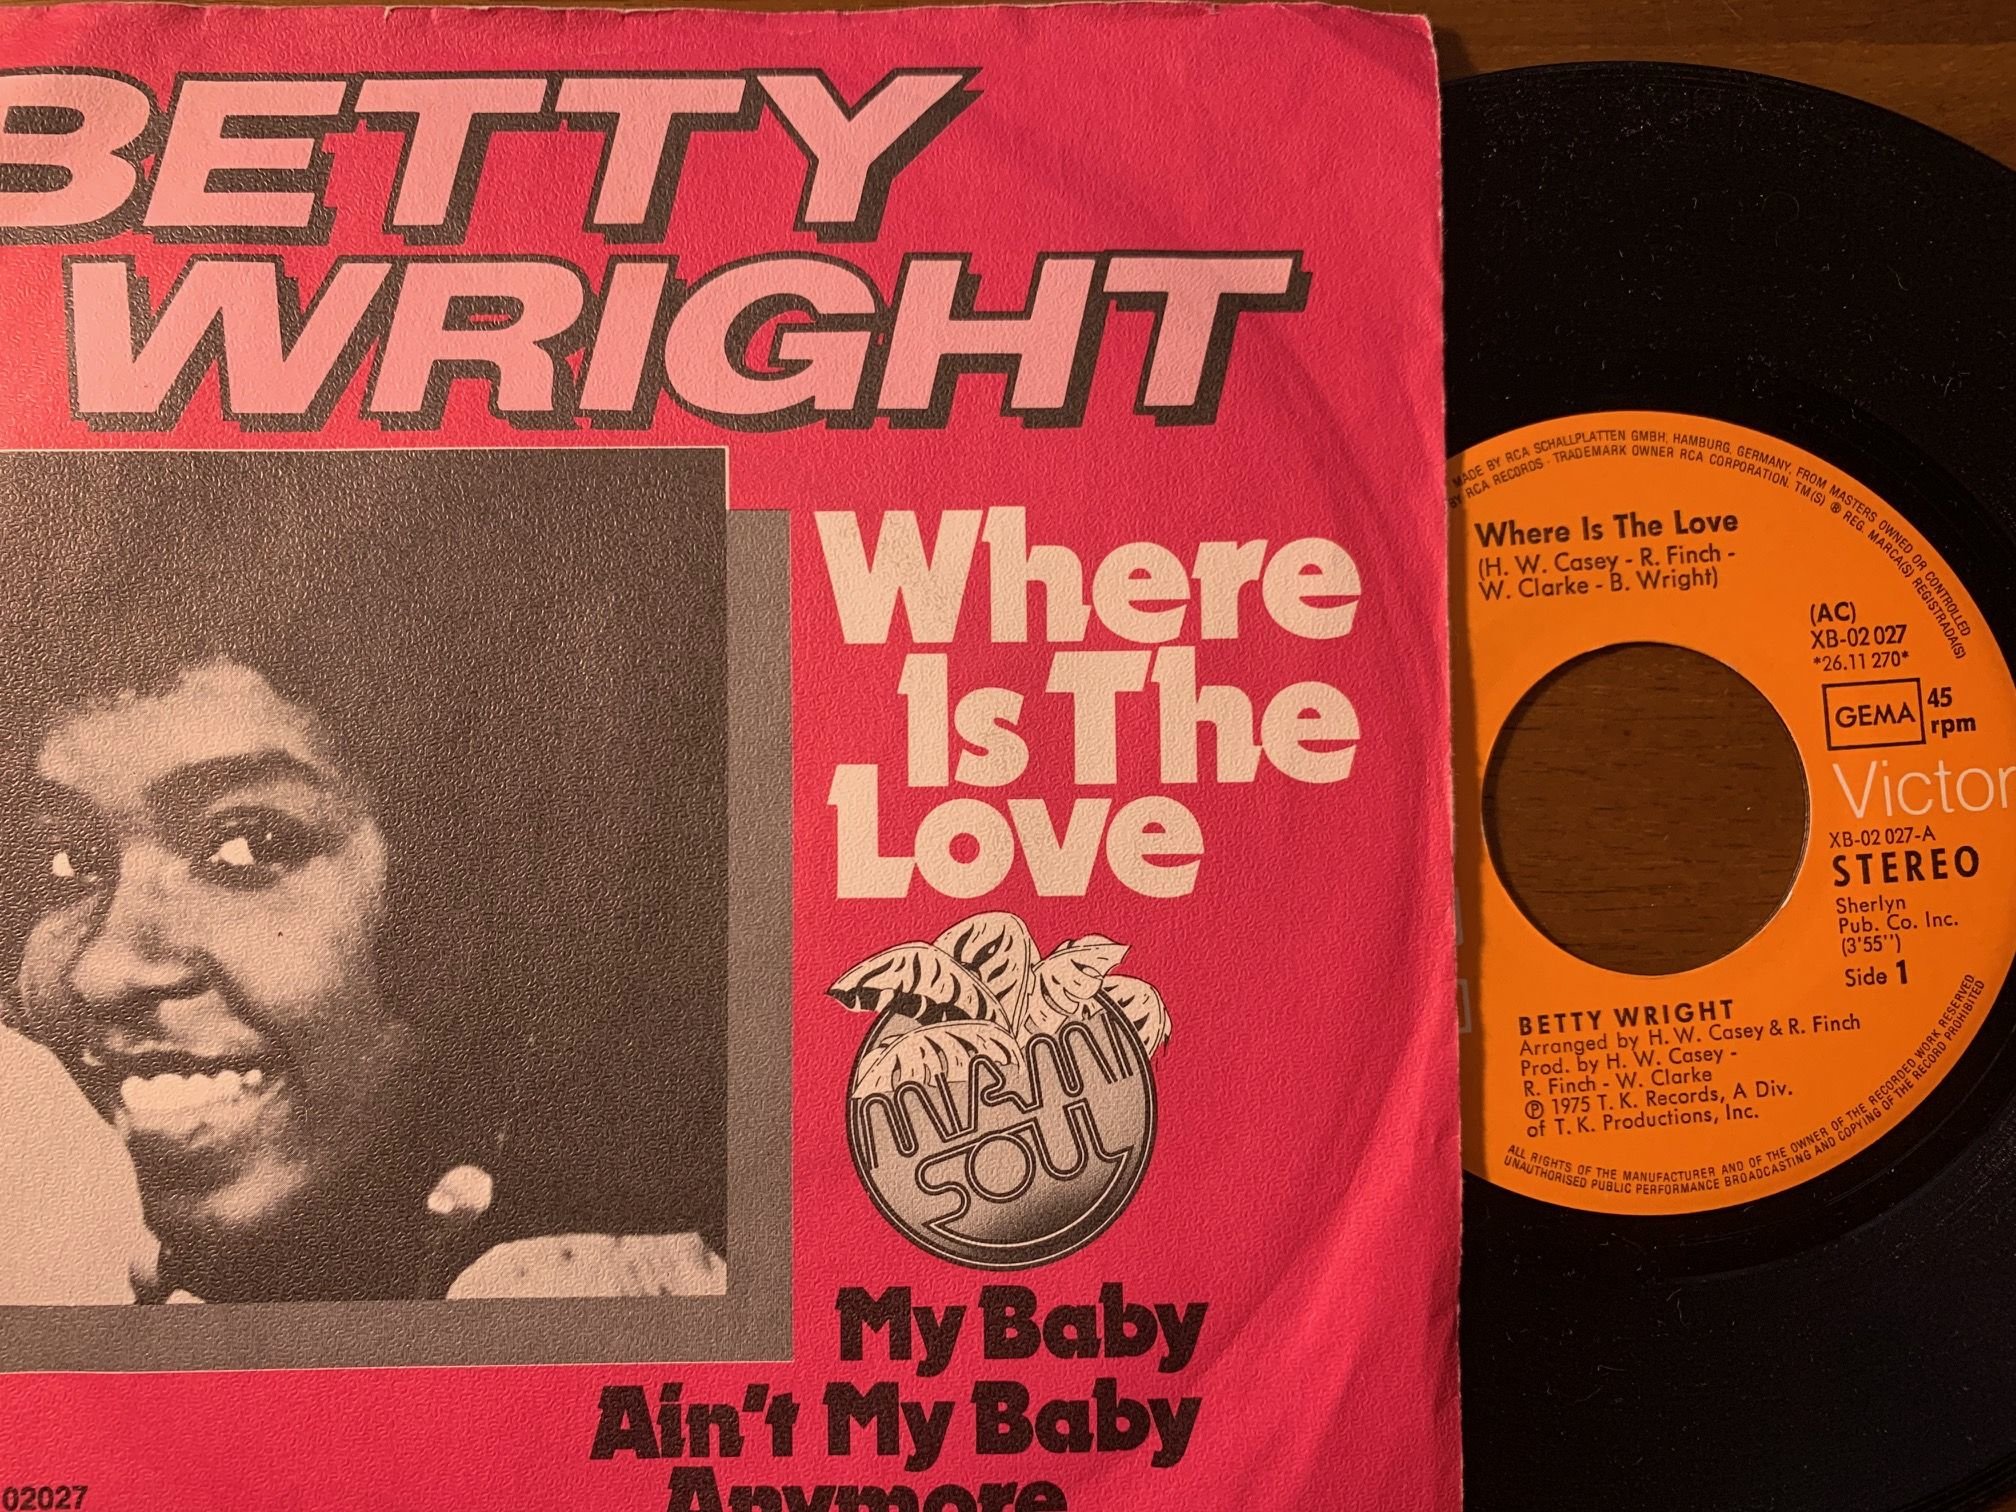 BETTY
WRIGHT
Where
Is The
Love
MIAMI
SOUL
My Baby
Ain't My Baby
Anymore
02027
MADE BY RCA SCHALLPLATTEN GMBH, HAMBURG, GERMANY, FROM MASTERS OWNED OR CONTROLLED
BY RCA RECORDS · TRADEMARK OWNER RCA CORPORATION. TM(S) ® REG. MARCA(S) REGISTRADA(S)
Where Is The Love
(H. W. Casey - R. Finch -
W. Clarke - B. Wright)
(AC)
XB-02 027
*26.11 270*
GEMA
45
rpm
Victor
XB-02 027-A
STEREO
Sherlyn
Pub. Co. Inc.
(3'55'')
Side 1
BETTY WRIGHT
Arranged by H. W. Casey & R. Finch
Prod. by H. W. Casey -
R. Finch - W. Clarke
℗ 1975 T. K. Records, A Div.
of T. K. Productions, Inc.
ALL RIGHTS OF THE MANUFACTURER AND OF THE OWNER OF THE RECORDED WORK RESERVED
UNAUTHORISED PUBLIC PERFORMANCE BROADCASTING AND COPYING OF THE RECORD PROHIBITED